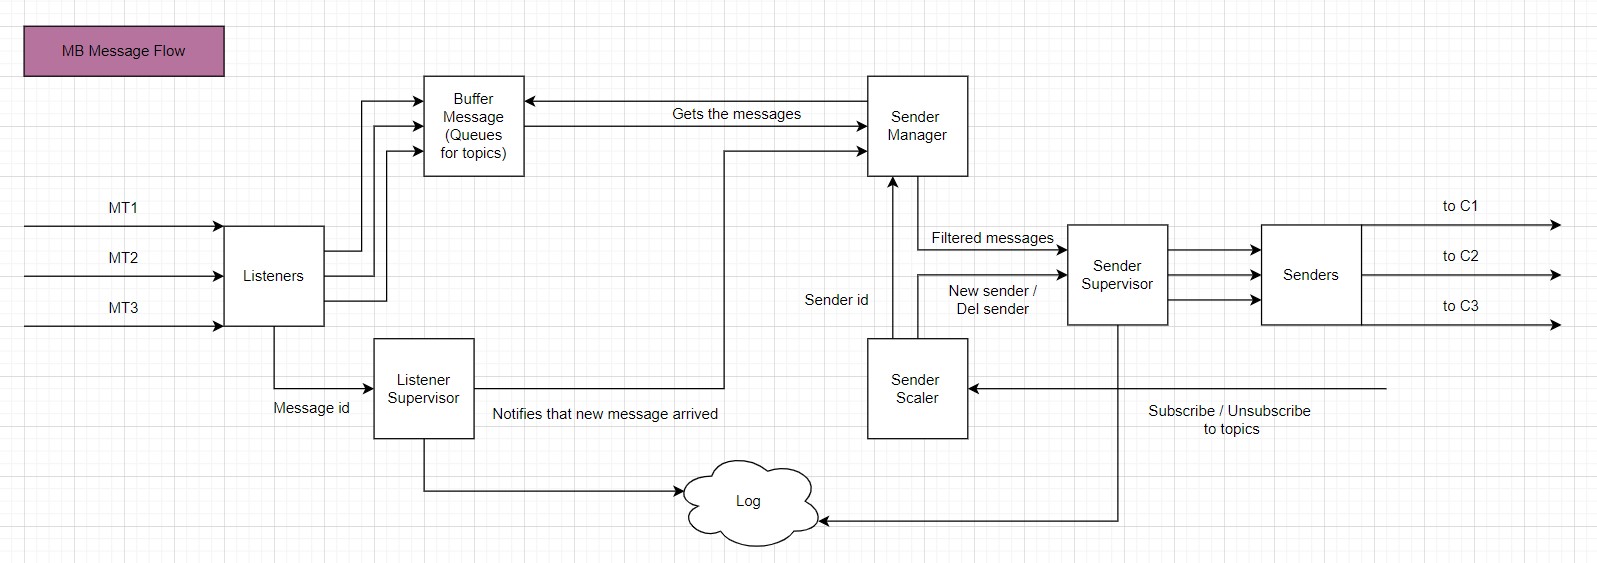 MB Message Flow
Buffer
Message
(Queues
for topics)
Gets the messages
Sender
Manager
MT1
MT2
MT3
Listeners
Filtered messages
Sender
Supervisor
Senders
to C1
to C2
to C3
Sender id
New sender /
Del sender
Listener
Supervisor
Message id
Notifies that new message arrived
Sender
Scaler
Subscribe / Unsubscribe
to topics
Log